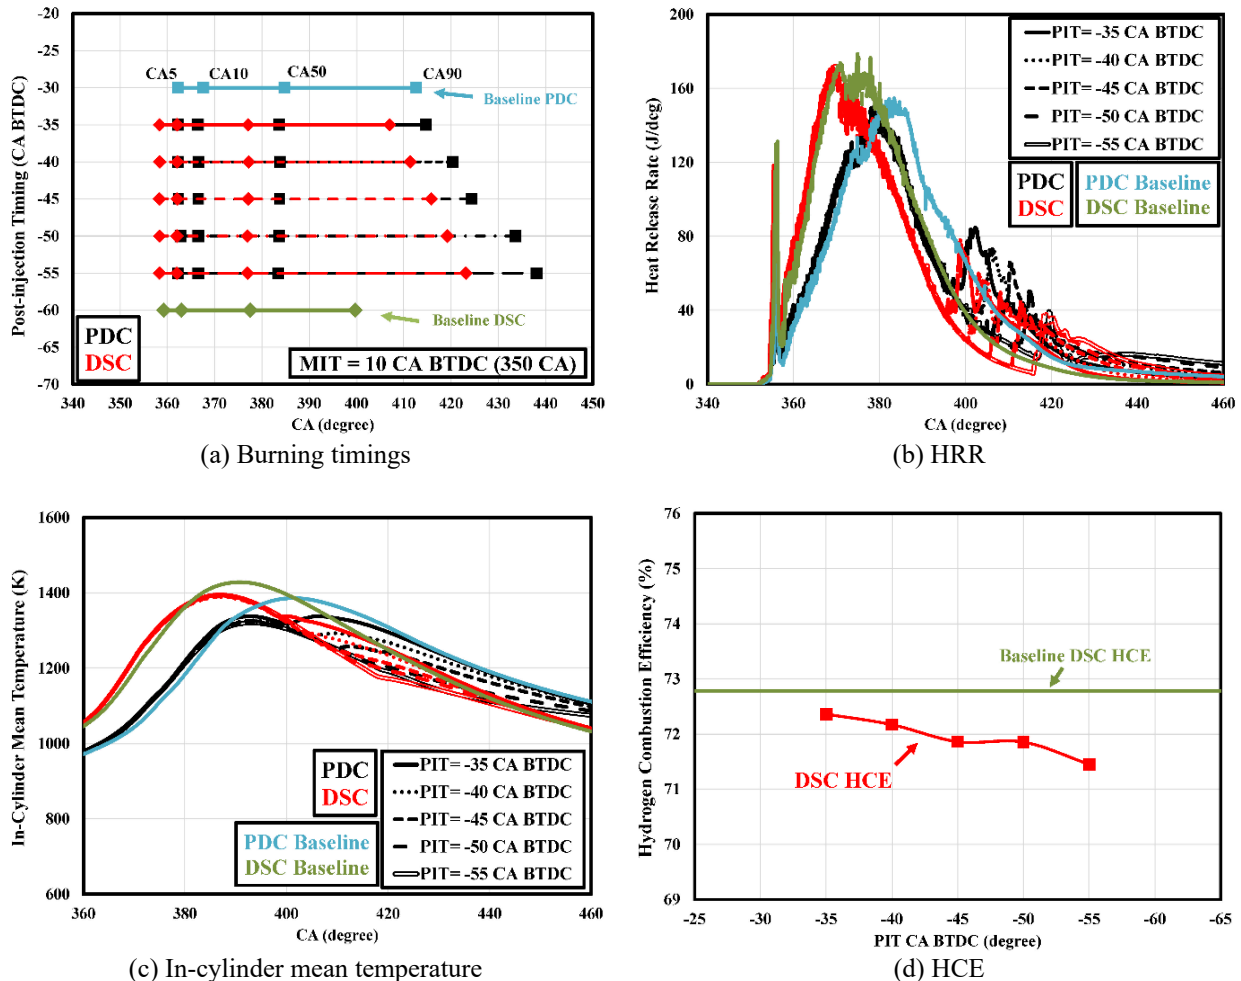 CA5
CA10
CA50
CA90
Baseline PDC
Baseline DSC
PDC
DSC
MIT = 10 CA BTDC (350 CA)
Post-injection Timing (CA BTDC)
0
-5
-10
-15
-20
-25
-30
-35
-40
-45
-50
-55
-60
-65
-70
340 350 360 370 380 390 400 410 420 430 440 450
CA (degree)
(a) Burning timings
Heat Release Rate (J/deg)
200
160
120
80
40
0
PIT= -35 CA BTDC
PIT= -40 CA BTDC
PIT= -45 CA BTDC
PIT= -50 CA BTDC
PIT= -55 CA BTDC
PDC
DSC
PDC Baseline
DSC Baseline
340 360 380 400 420 440 460
CA (degree)
(b) HRR
In-Cylinder Mean Temperature (K)
1600
1400
1200
1000
800
600
PDC
DSC
PDC Baseline
DSC Baseline
PIT= -35 CA BTDC
PIT= -40 CA BTDC
PIT= -45 CA BTDC
PIT= -50 CA BTDC
PIT= -55 CA BTDC
360 380 400 420 440 460
CA (degree)
(c) In-cylinder mean temperature
Hydrogen Combustion Efficiency (%)
76
75
74
73
72
71
70
69
Baseline DSC HCE
DSC HCE
-25 -30 -35 -40 -45 -50 -55 -60 -65
PIT CA BTDC (degree)
(d) HCE